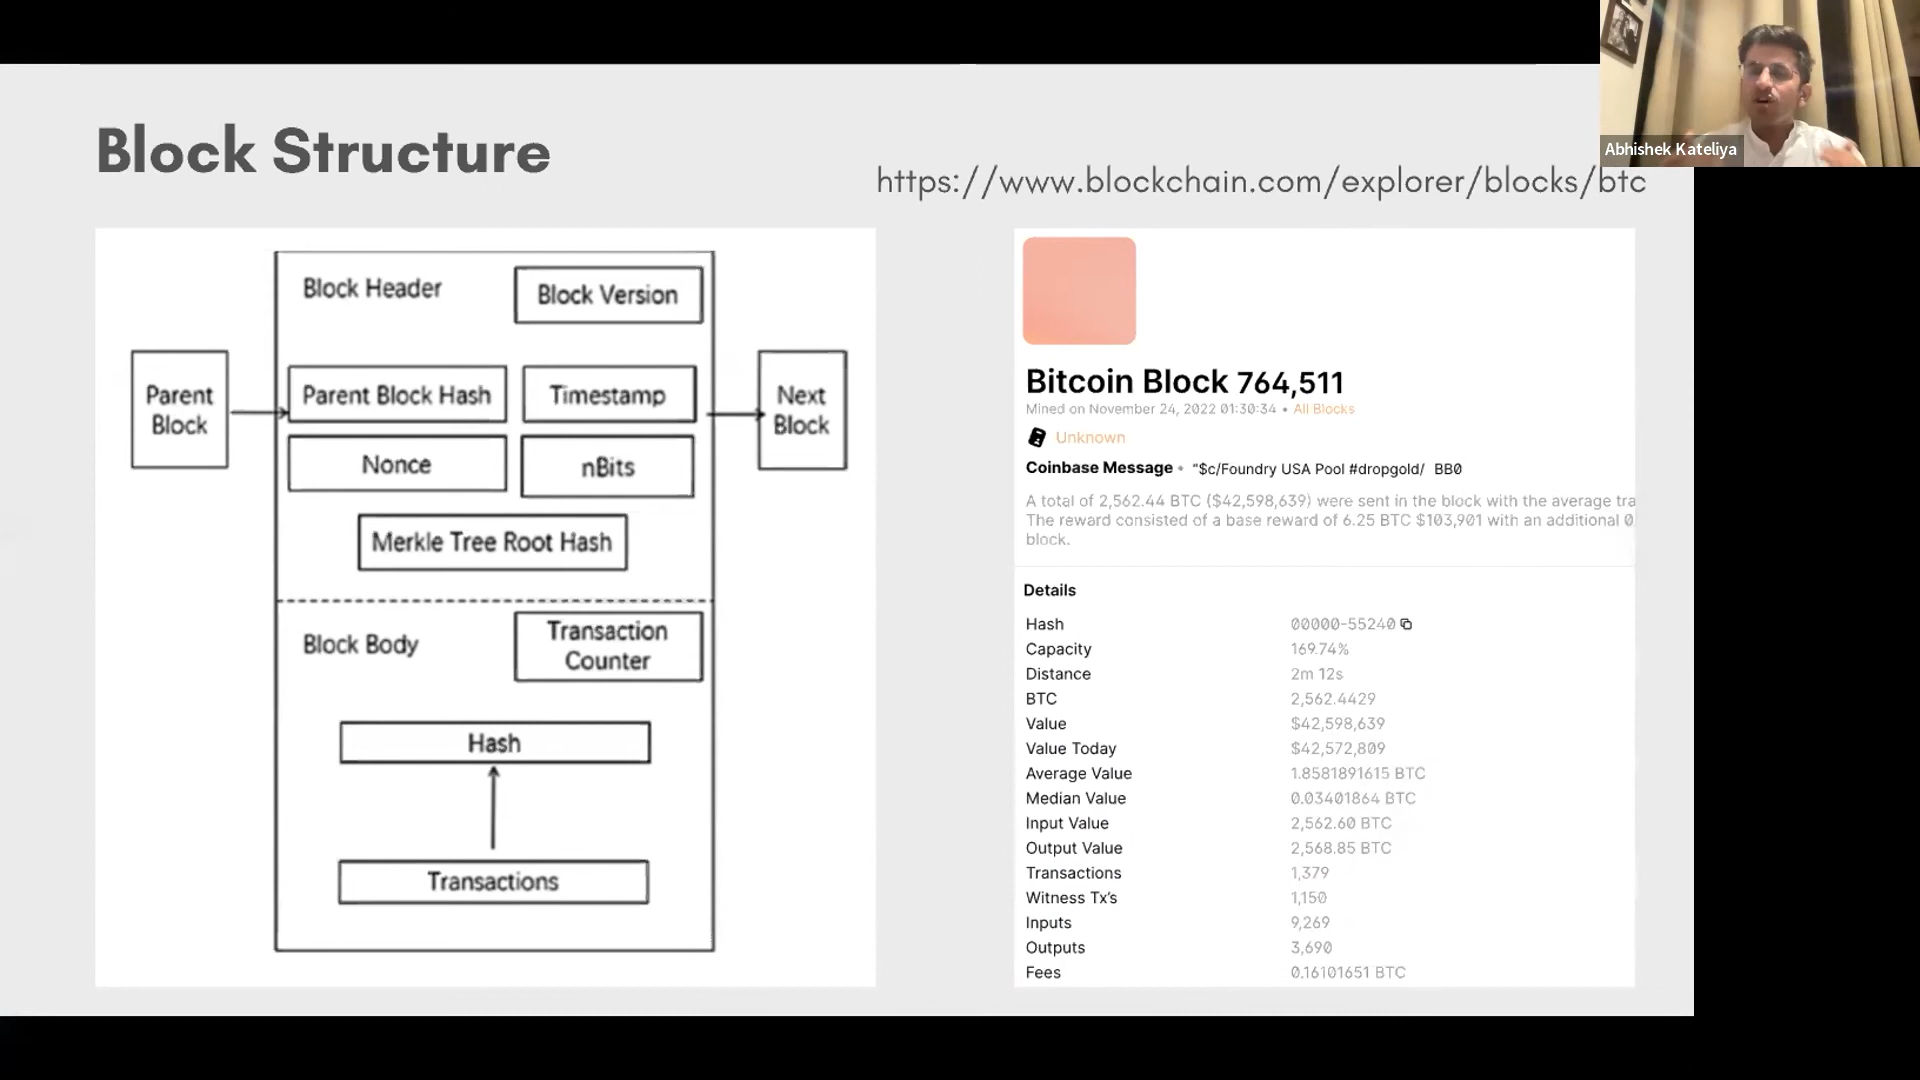 Block Structure
https://www.blockchain.com/explorer/blocks/btc
Abhishek Kateliya
Block Header
Block Version
Parent
Block
Parent Block Hash
Timestamp
Next
Block
Nonce
nBits
Merkle Tree Root Hash
Block Body
Transaction
Counter
Hash
Transactions
Bitcoin Block 764,511
Mined on November 24, 2022 01:30:34 • All Blocks
Unknown
Coinbase Message • “$c/Foundry USA Pool #dropgold/ BB0
A total of 2,562.44 BTC ($42,598,639) were sent in the block with the average tra
The reward consisted of a base reward of 6.25 BTC $103,901 with an additional 0
block.
Details
Hash 00000-55240
Capacity 169.74%
Distance 2m 12s
BTC 2,562.4429
Value $42,598,639
Value Today $42,572,809
Average Value 1.8581891615 BTC
Median Value 0.03401864 BTC
Input Value 2,562.60 BTC
Output Value 2,568.85 BTC
Transactions 1,379
Witness Tx’s 1,150
Inputs 9,269
Outputs 3,690
Fees 0.16101651 BTC